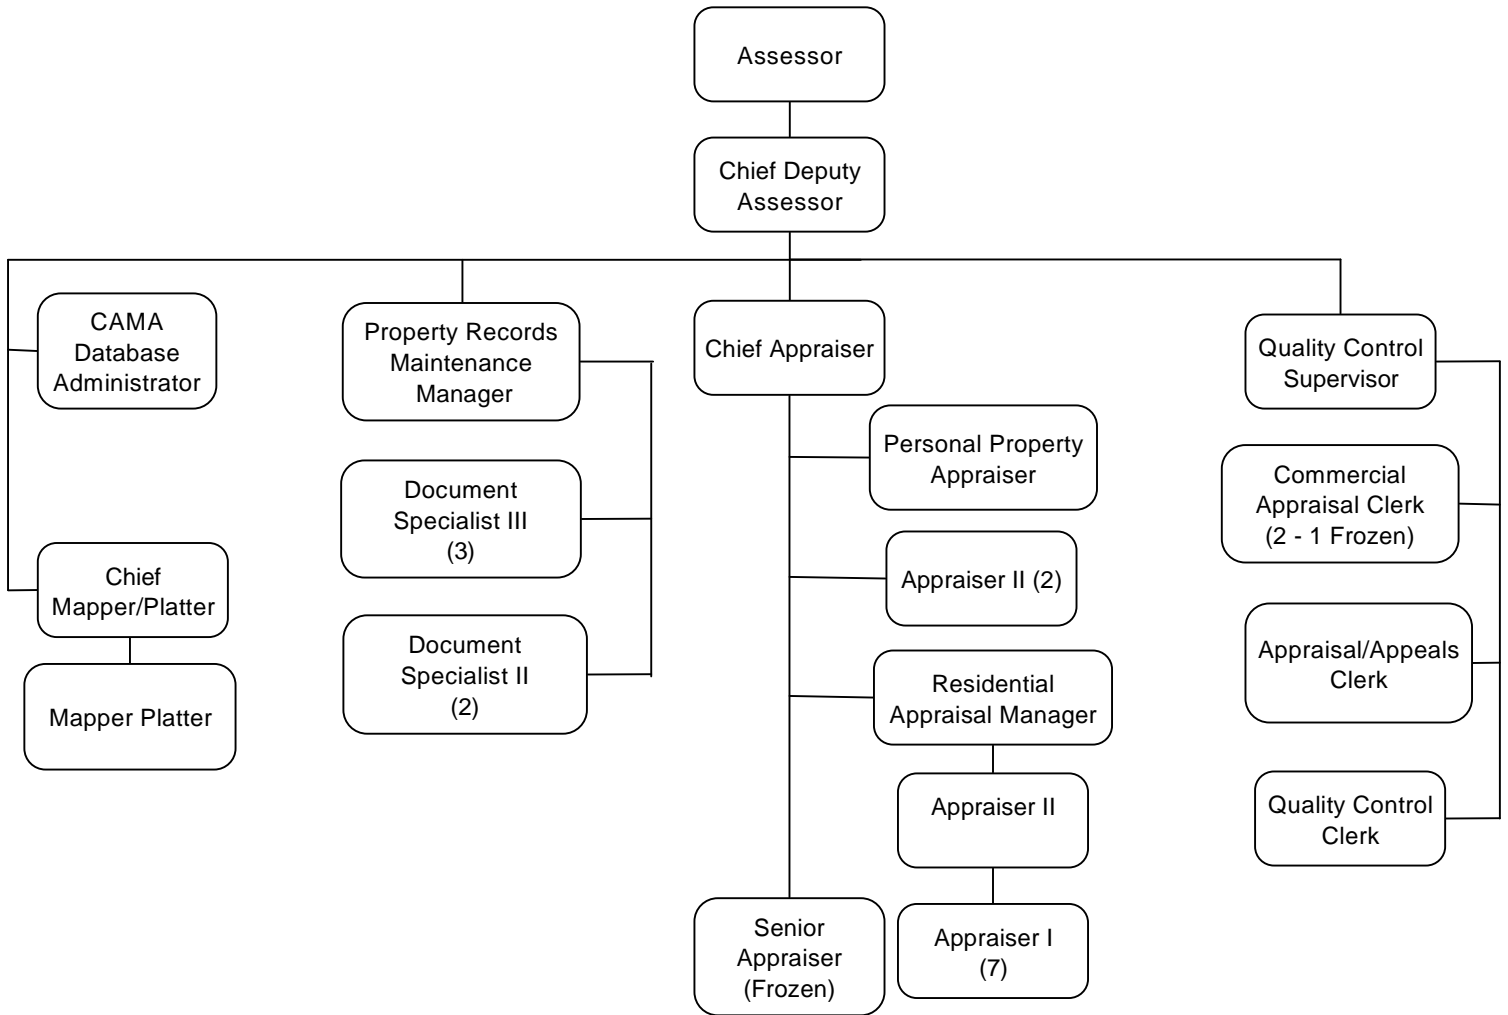 Assessor
Chief Deputy
Assessor
CAMA
Database
Administrator
Chief
Mapper/Platter
Mapper Platter
Property Records
Maintenance
Manager
Document
Specialist III
(3)
Document
Specialist II
(2)
Chief Appraiser
Personal Property
Appraiser
Appraiser II (2)
Residential
Appraisal Manager
Appraiser II
Appraiser I
(7)
Senior
Appraiser
(Frozen)
Quality Control
Supervisor
Commercial
Appraisal Clerk
(2 - 1 Frozen)
Appraisal/Appeals
Clerk
Quality Control
Clerk